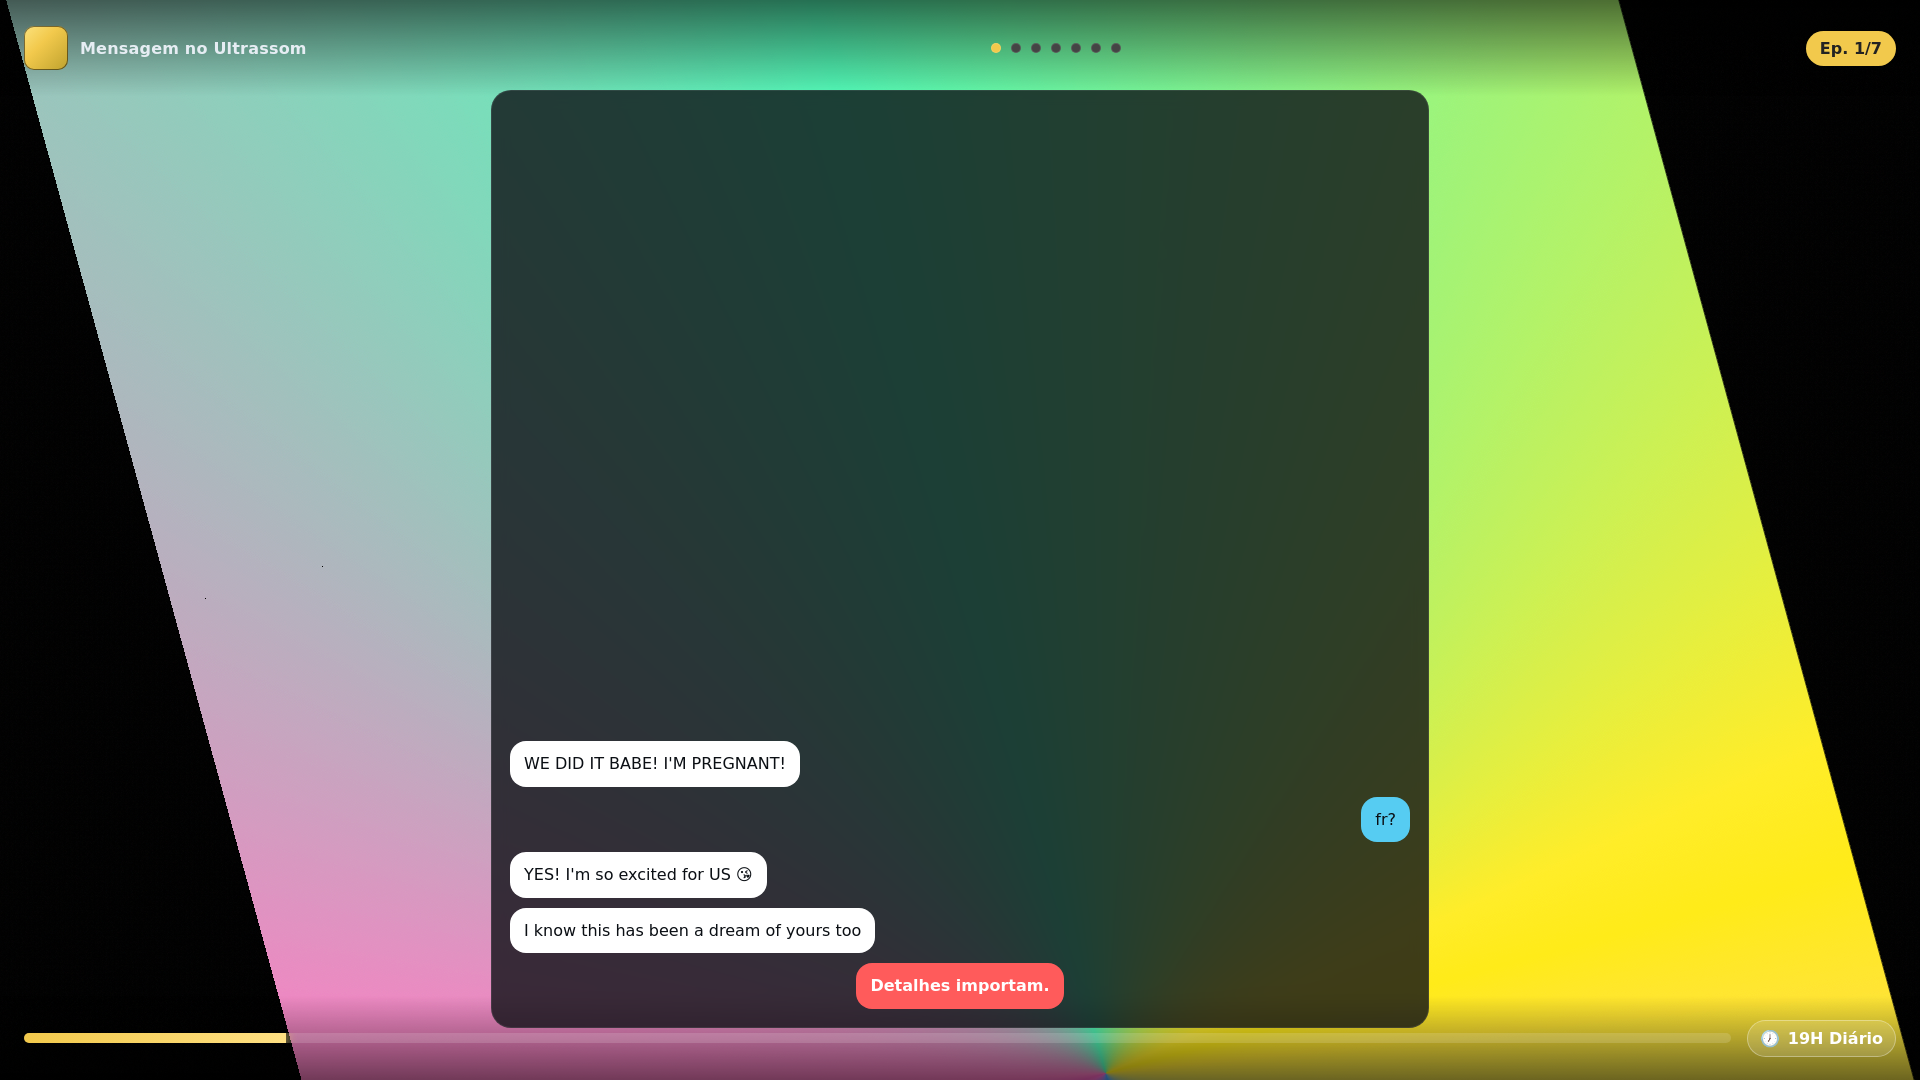 Mensagem no Ultrassom
Ep. 1/7
WE DID IT BABE! I'M PREGNANT!
fr?
YES! I'm so excited for US 😘
I know this has been a dream of yours too
Detalhes importam.
🕖 19H Diário